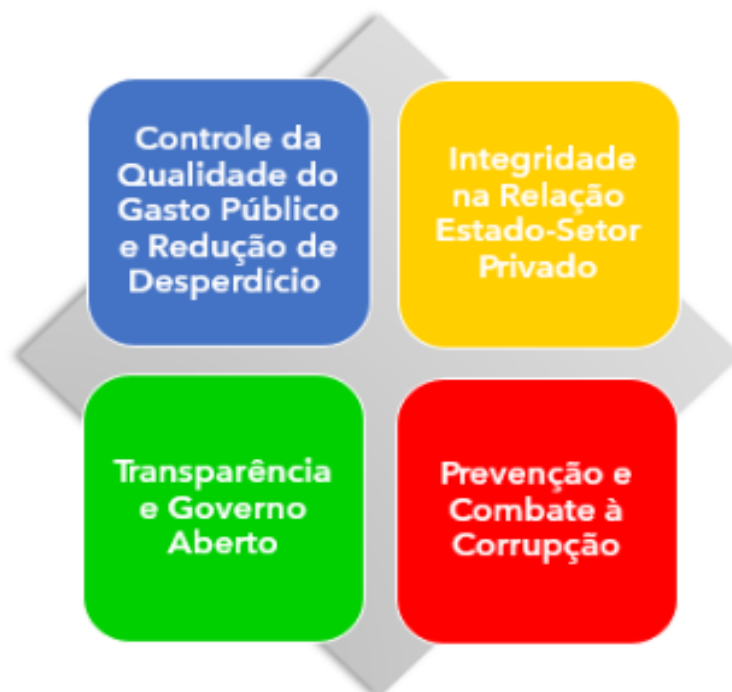 Controle da
Qualidade do
Gasto Público
e Redução de
Desperdício
Integridade
na Relação
Estado-Setor
Privado
Transparência
e Governo
Aberto
Prevenção e
Combate à
Corrupção